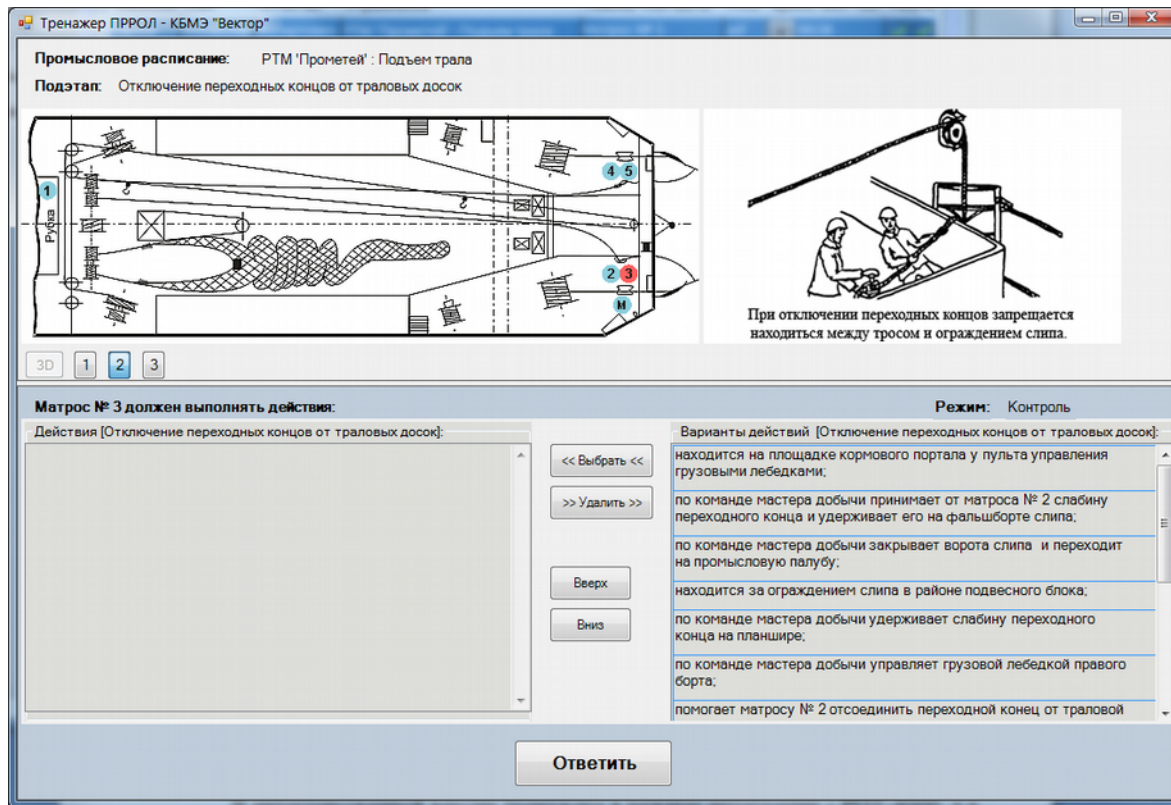 Тренажер ПРРОЛ - КБМЭ "Вектор"
Промысловое расписание: РТМ 'Прометей' : Подъем трала
Подэтап: Отключение переходных концов от траловых досок
1
Рубка
4 5
2 3
М
При отключении переходных концов запрещается
находиться между тросом и ограждением слипа.
3D 1 2 3
Матрос № 3 должен выполнять действия:
Режим: Контроль
Действия [Отключение переходных концов от траловых досок]:
<< Выбрать <<
>> Удалить >>
Вверх
Вниз
Варианты действий [Отключение переходных концов от траловых досок]:
находится на площадке кормового портала у пульта управления
грузовыми лебедками;
по команде мастера добычи принимает от матроса № 2 слабину
переходного конца и удерживает его на фальшборте слипа;
по команде мастера добычи закрывает ворота слипа и переходит
на промысловую палубу;
находится за ограждением слипа в районе подвесного блока;
по команде мастера добычи удерживает слабину переходного
конца на планшире;
по команде мастера добычи управляет грузовой лебедкой правого
борта;
помогает матросу № 2 отсоединить переходной конец от траловой
Ответить